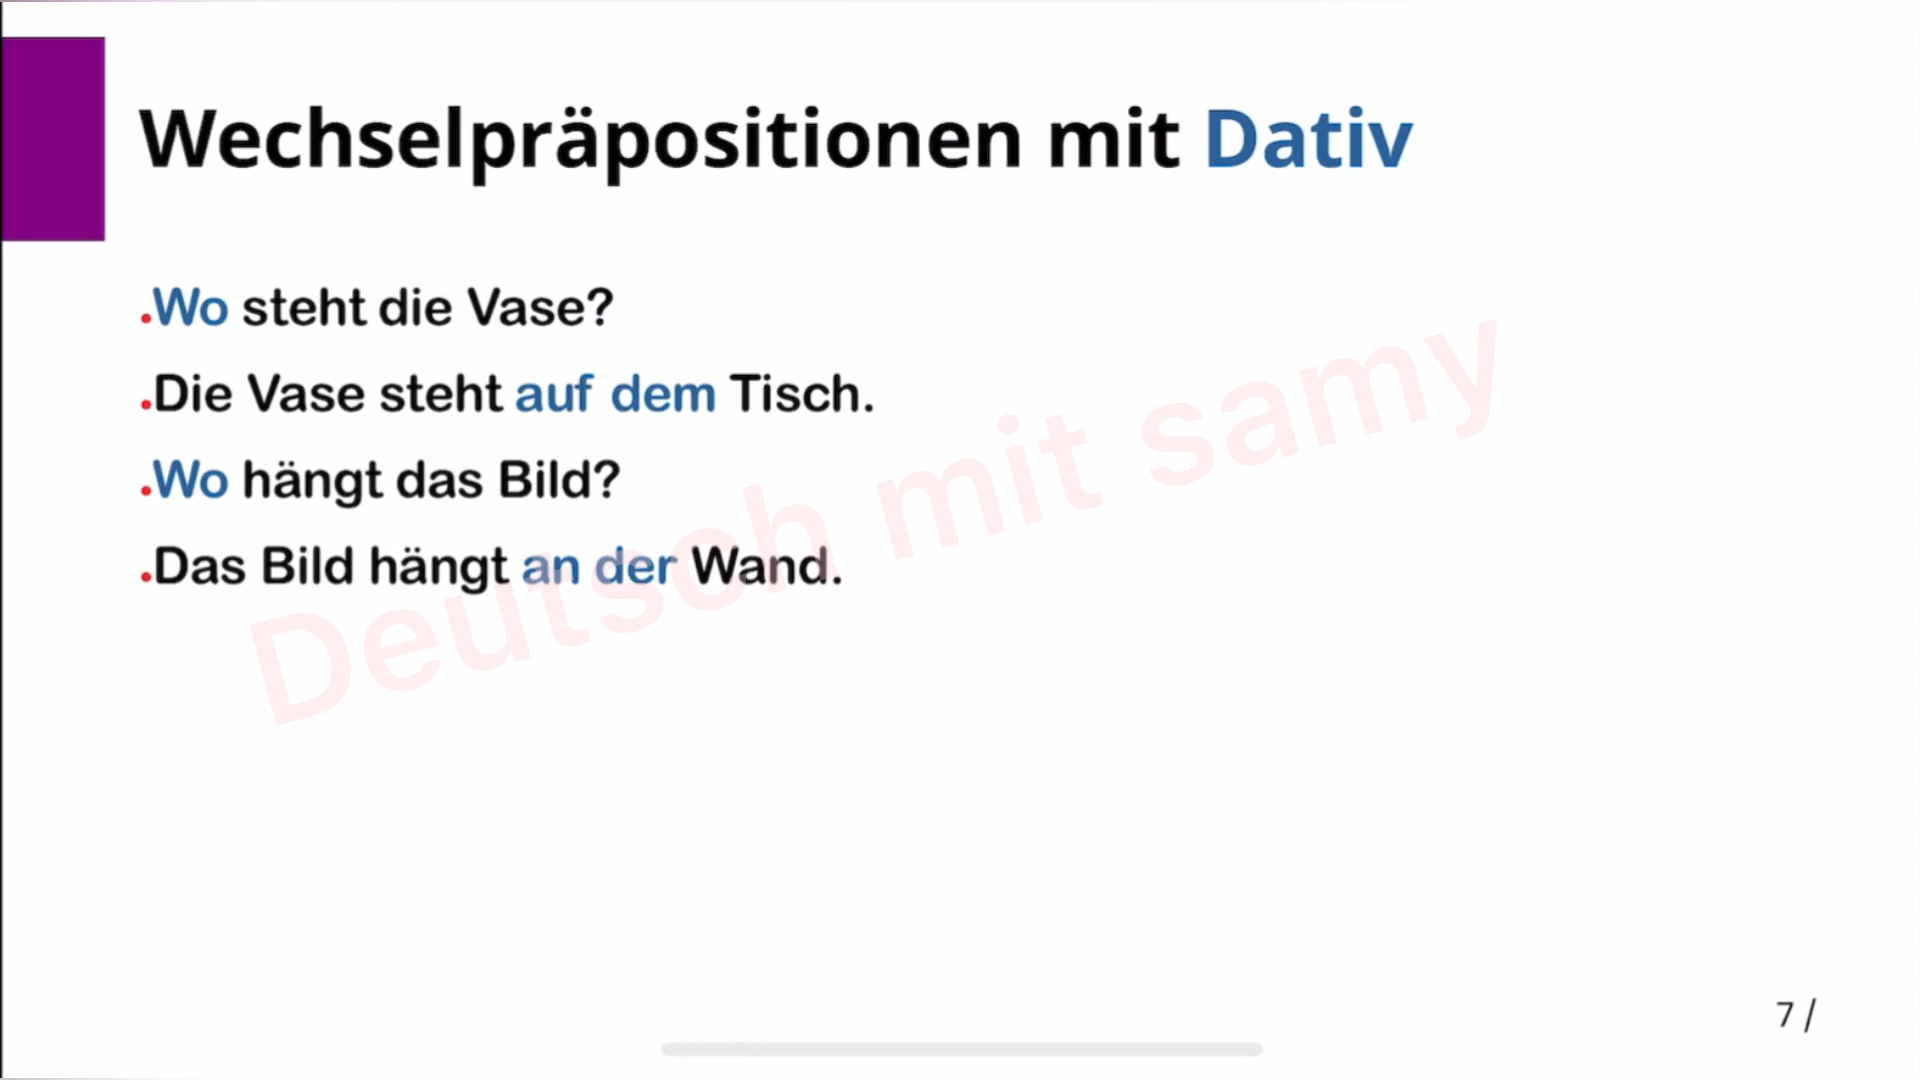 Wechselpräpositionen mit Dativ
.Wo steht die Vase?
.Die Vase steht auf dem Tisch.
.Wo hängt das Bild?
.Das Bild hängt an der Wand.
Deutsch mit samy
7 /